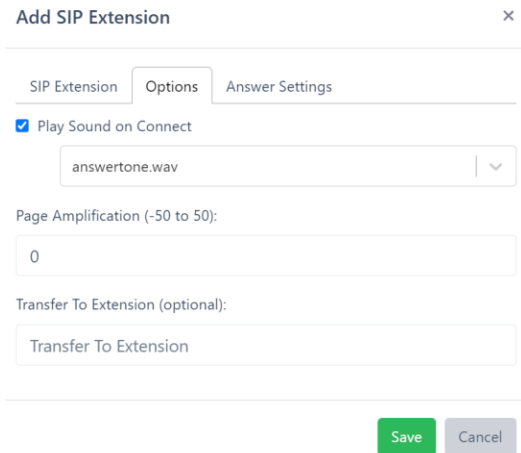 Add SIP Extension ×
SIP Extension Options Answer Settings
Play Sound on Connect
answertone.wav
Page Amplification (-50 to 50):
0
Transfer To Extension (optional):
Transfer To Extension
Save Cancel